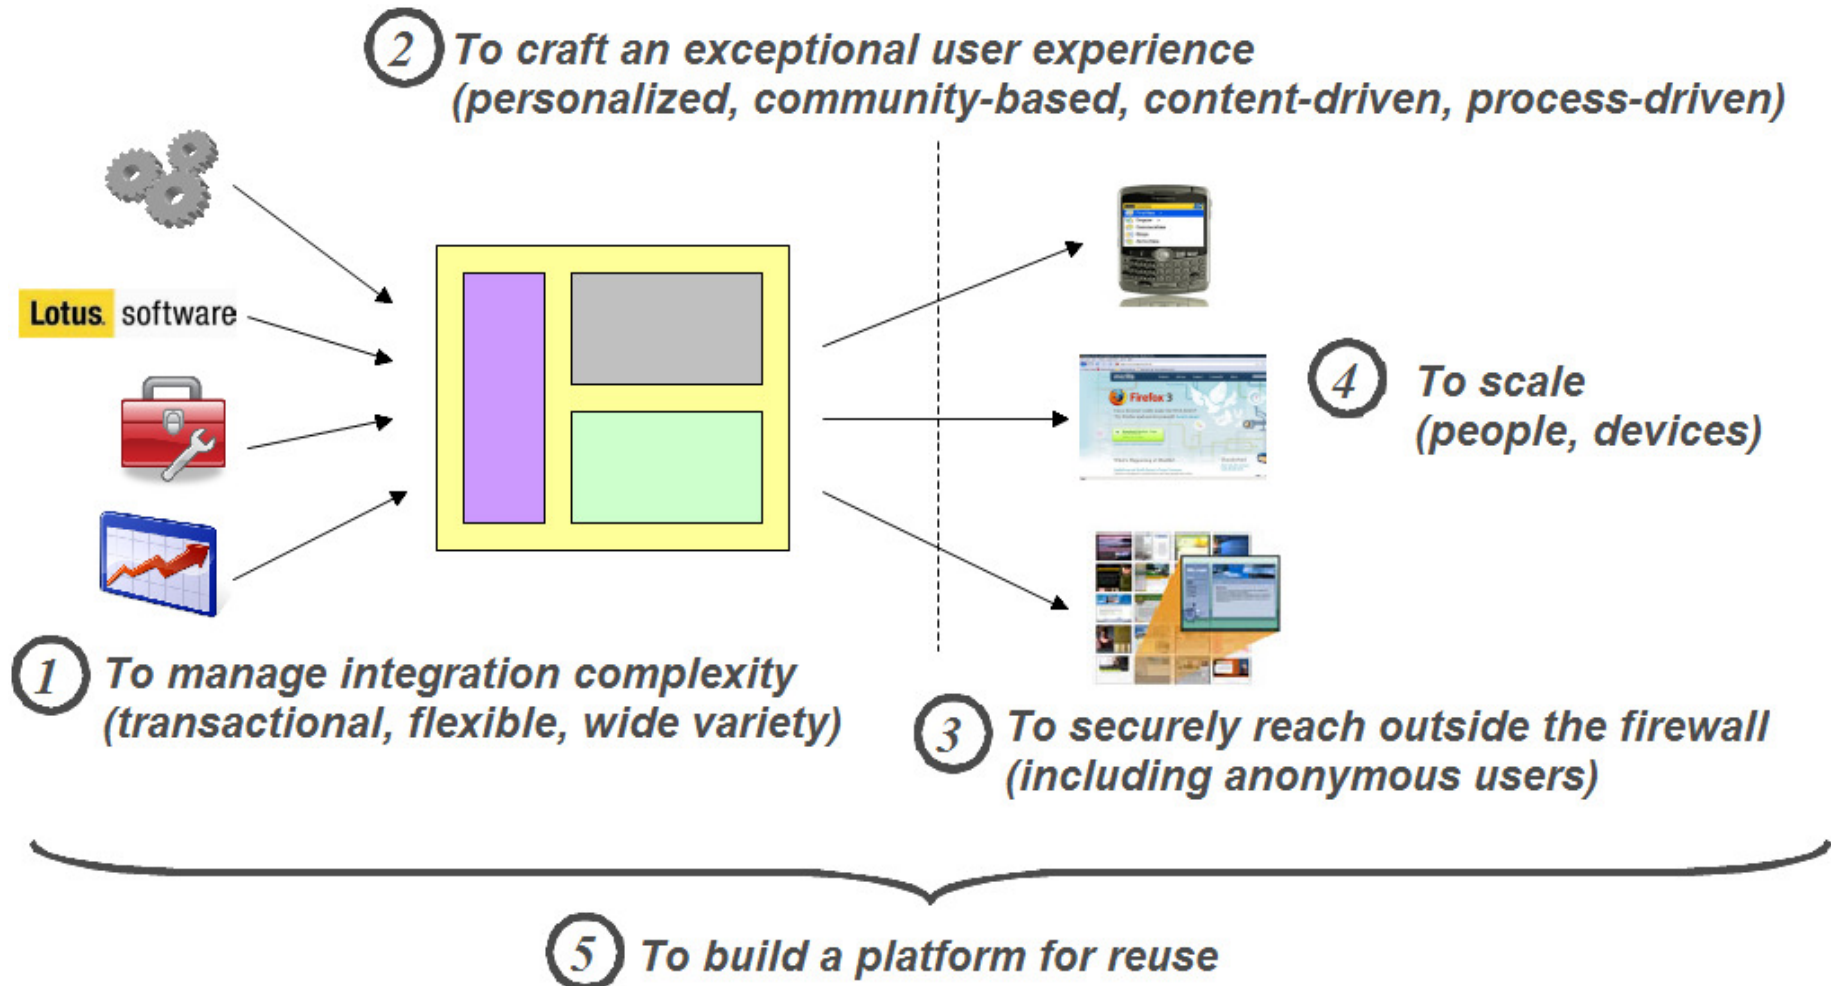 2 To craft an exceptional user experience
(personalized, community-based, content-driven, process-driven)
Lotus. software
Firefox 3
4 To scale
(people, devices)
1 To manage integration complexity
(transactional, flexible, wide variety)
3 To securely reach outside the firewall
(including anonymous users)
5 To build a platform for reuse